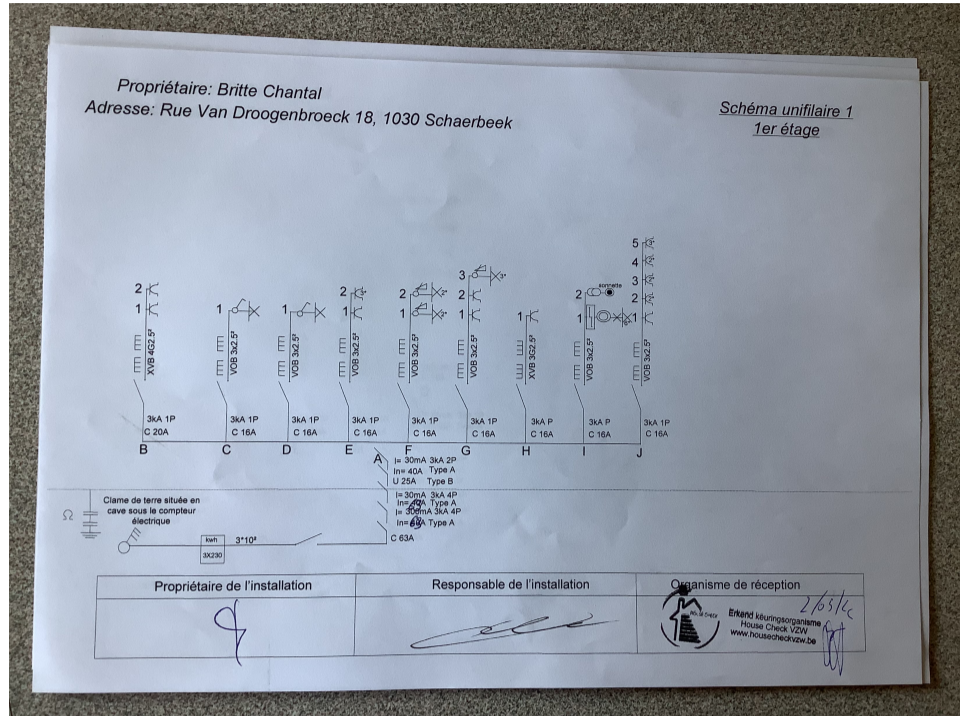 Propriétaire: Britte Chantal
Adresse: Rue Van Droogenbroeck 18, 1030 Schaerbeek
Schéma unifilaire 1
1er étage
5
4
3
2
1
3
2
1
2 sonnette
1
2
1
2
1
2
1
1
1
1
XVB 4G2.5²
VOB 3x2.5²
VOB 3x2.5²
VOB 3x2.5²
VOB 3x2.5²
VOB 3x2.5²
XVB 3G2.5²
VOB 3x2.5²
VOB 3x2.5²
3kA 1P 3kA 1P 3kA 1P 3kA 1P 3kA 1P 3kA 1P 3kA P 3kA P 3kA 1P
C 20A C 16A C 16A C 16A C 16A C 16A C 16A C 16A C 16A
B C D E F G H I J
A
I= 30mA 3kA 2P
In= 40A Type A
U 25A Type B
I= 30mA 3kA 4P
In= Type A
I= 300mA 3kA 4P
In= Type A
C 63A
Ω
Clame de terre située en
cave sous le compteur
électrique
kwh 3*10²
3X230
Propriétaire de l'installation Responsable de l'installation Organisme de réception
Erkend keuringsorganisme
House Check VZW
www.housecheckvzw.be